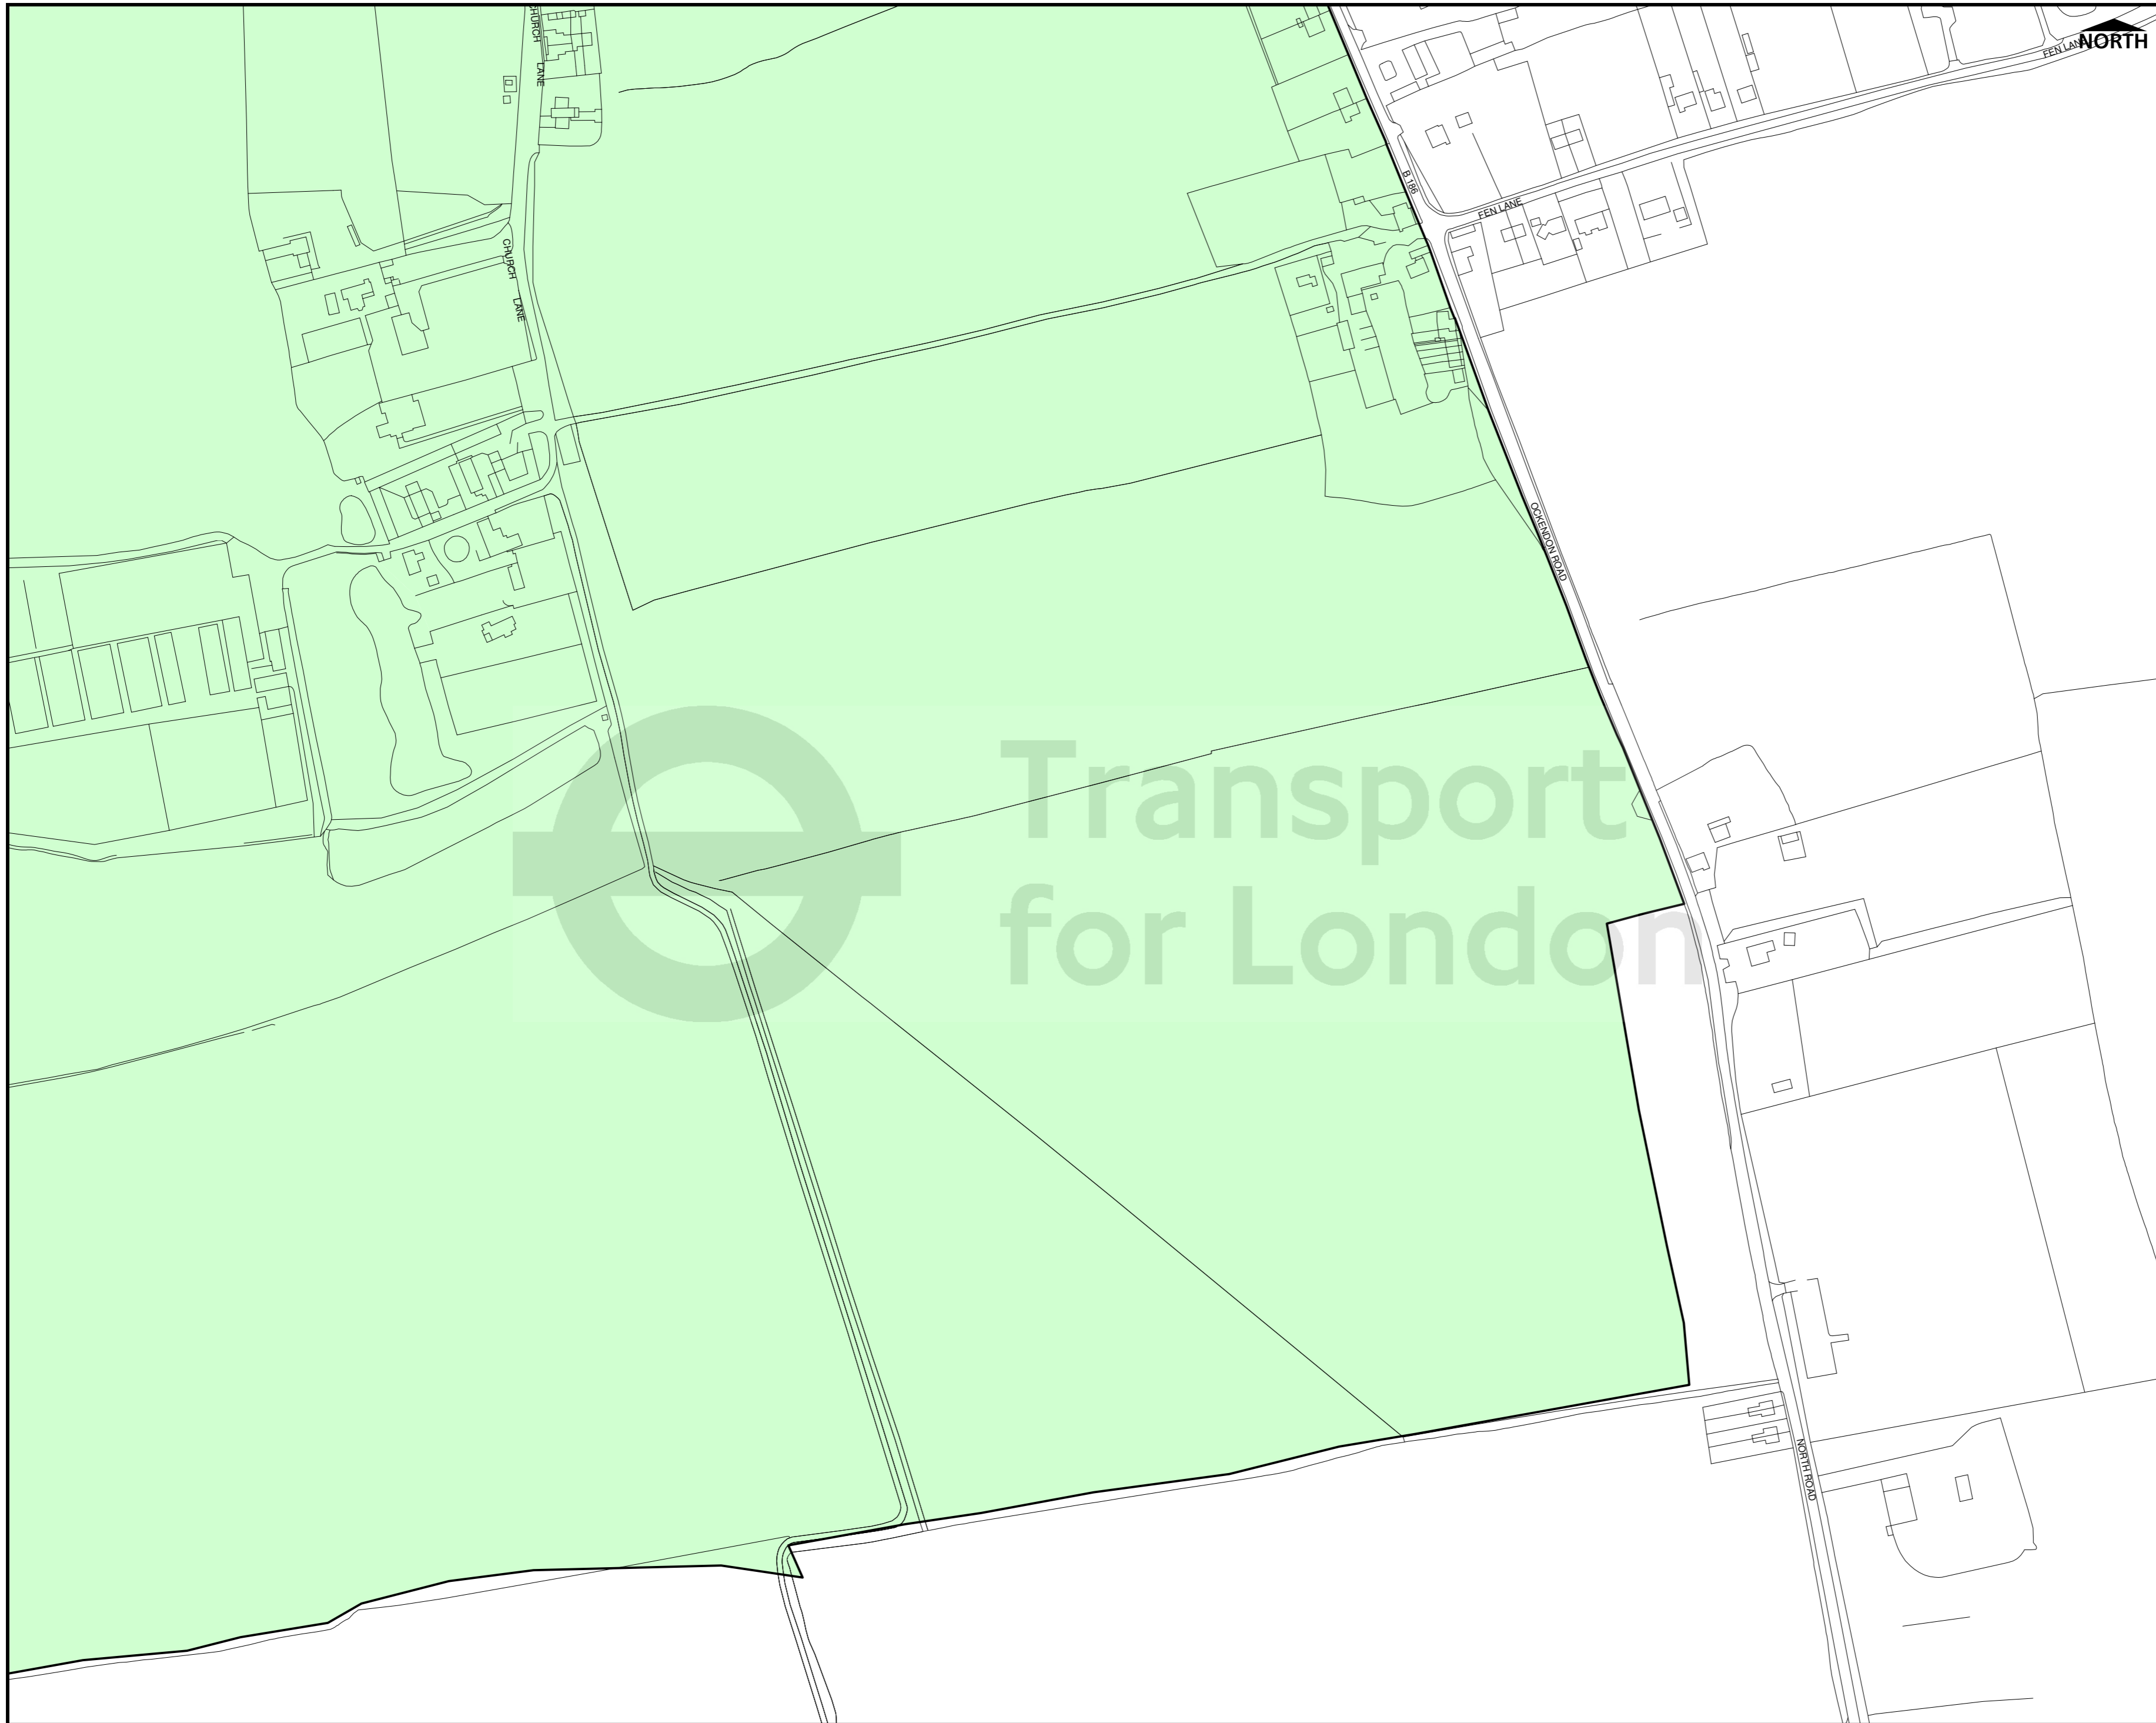 CHURCH
LANE
FEN LANE
NORTH
B 186
FEN LANE
CHURCH
LANE
OCKENDON ROAD
Transport
for London
NORTH ROAD